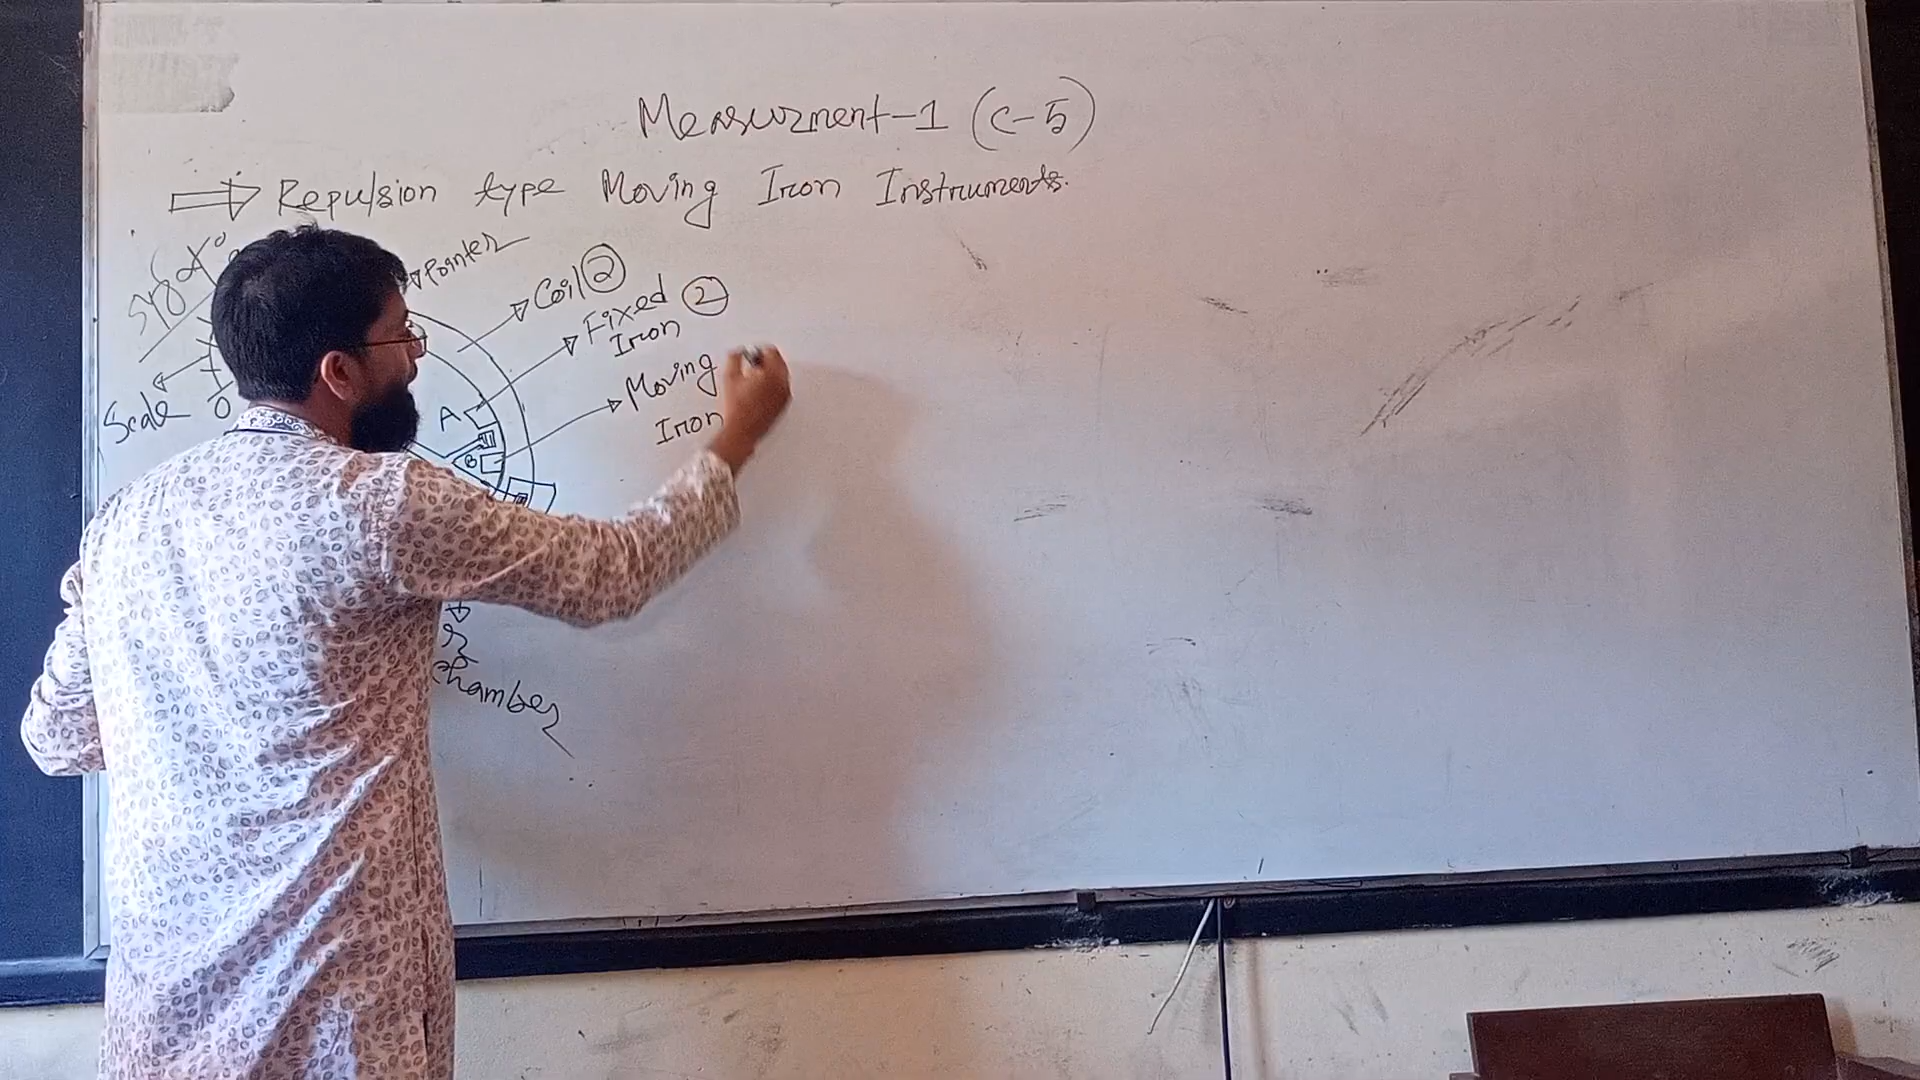 Measurment-1 (C-5)
Repulsion type Moving Iron Instruments.
Pointer
Coil 2
Fixed 2
Iron
Moving
Iron
Scale
0
A
B
chamber